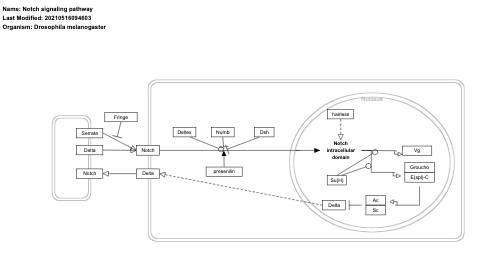 Name: Notch signaling pathway
Last Modified: 20210516094603
Organism: Drosophila melanogaster
Nucleus
Fringe
hairless
Serrate
Deltex
Numb
Dsh
Delta
Notch
Notch
intracellular
domain
Vg
Groucho
E(spl)-C
presenilin
Notch
Delta
Su(H)
Delta
Ac
Sc